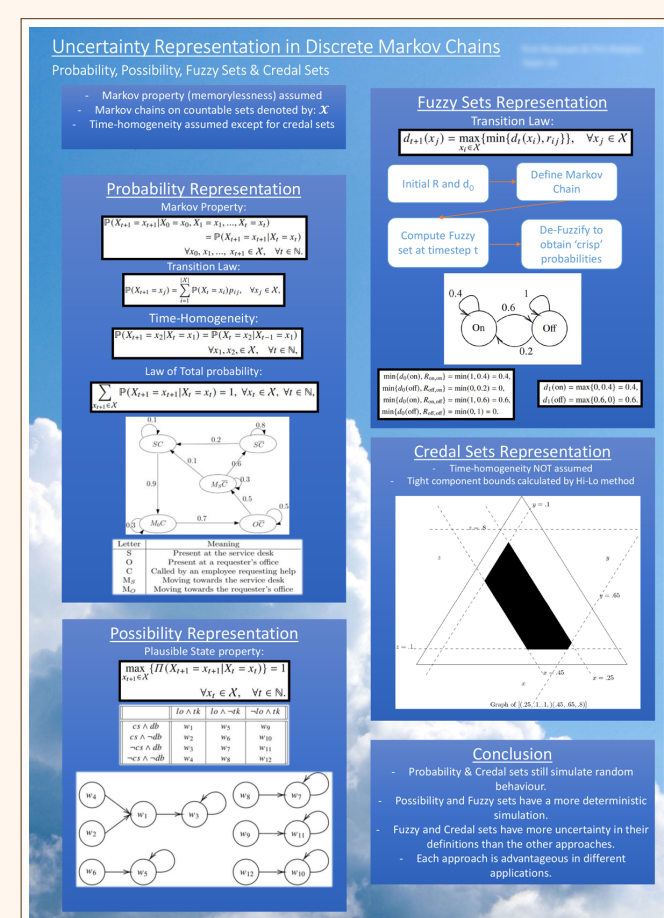 Uncertainty Representation in Discrete Markov Chains
Probability, Possibility, Fuzzy Sets & Credal Sets
- Markov property (memorylessness) assumed
- Markov chains on countable sets denoted by: 𝒳
- Time-homogeneity assumed except for credal sets
Probability Representation
Markov Property:
ℙ(X_{t+1} = x_{t+1}|X_0 = x_0, X_1 = x_1, ..., X_t = x_t)
= ℙ(X_{t+1} = x_{t+1}|X_t = x_t)
∀x_0, x_1, ..., x_{t+1} ∈ 𝒳, ∀t ∈ ℕ.
Transition Law:
ℙ(X_{t+1} = x_j) = ∑_{i=1}^{|𝒳|} ℙ(X_t = x_i)p_{ij}, ∀x_j ∈ 𝒳.
Time-Homogeneity:
ℙ(X_{t+1} = x_2|X_t = x_1) = ℙ(X_t = x_2|X_{t-1} = x_1)
∀x_1, x_2, ∈ 𝒳, ∀t ∈ ℕ,
Law of Total probability:
∑_{x_{t+1}∈𝒳} ℙ(X_{t+1} = x_{t+1}|X_t = x_t) = 1, ∀x_t ∈ 𝒳, ∀t ∈ ℕ,
0.1
0.8
SC
0.2
SC̅
0.1
0.6
0.9
M_SC̅
0.3
0.5
0.5
0.3
M_0C
0.7
OC̅
Letter Meaning
S Present at the service desk
O Present at a requester's office
C Called by an employee requesting help
M_S Moving towards the service desk
M_O Moving towards the requester's office
Possibility Representation
Plausible State property:
max_{x_{t+1}∈𝒳} {Π(X_{t+1} = x_{t+1}|X_t = x_t)} = 1
∀x_t ∈ 𝒳, ∀t ∈ ℕ.
lo ∧ tk lo ∧ ¬tk ¬lo ∧ tk
cs ∧ db w_1 w_5 w_9
cs ∧ ¬db w_2 w_6 w_10
¬cs ∧ db w_3 w_7 w_11
¬cs ∧ ¬db w_4 w_8 w_12
w_4
w_8 w_7
w_1 w_3
w_2
w_9 w_11
w_6 w_5
w_12 w_10
Fuzzy Sets Representation
Transition Law:
d_{t+1}(x_j) = max_{x_i∈𝒳}{min{d_t(x_i), r_{ij}}}, ∀x_j ∈ 𝒳
Initial R and d_0
Define Markov
Chain
Compute Fuzzy
set at timestep t
De-Fuzzify to
obtain 'crisp'
probabilities
0.4
1
0.6
On
Off
0.2
min{d_0(on), R_{on,on}} = min(1, 0.4) = 0.4,
min{d_0(off), R_{off,on}} = min(0, 0.2) = 0,
min{d_0(on), R_{on,off}} = min(1, 0.6) = 0.6,
min{d_0(off), R_{off,off}} = min(0, 1) = 0.
d_1(on) = max{0, 0.4} = 0.4,
d_1(off) = max{0.6, 0} = 0.6.
Credal Sets Representation
- Time-homogeneity NOT assumed
- Tight component bounds calculated by Hi-Lo method
y = .1
z = .8
z
y
y = .65
z = .1
x = .45
x = .25
x
Graph of [(.25, .1, .1, )(.45, .65, .8)]
Conclusion
- Probability & Credal sets still simulate random
behaviour.
- Possibility and Fuzzy sets have a more deterministic
simulation.
- Fuzzy and Credal sets have more uncertainty in their
definitions than the other approaches.
- Each approach is advantageous in different
applications.